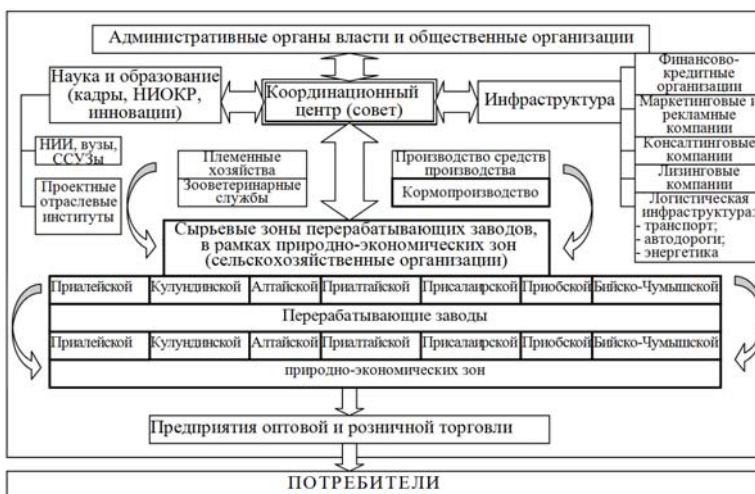 Административные органы власти и общественные организации
Наука и образование
(кадры, НИОКР,
инновации)
Координационный
центр (совет)
Инфраструктура
Финансово-
кредитные
организации
Маркетинговые и
рекламные
компании
Консалтинговые
компании
Лизинговые
компании
Логистическая
инфраструктура:
- транспорт;
- автодороги;
- энергетика
НИИ, вузы,
ССУЗы
Проектные
отраслевые
институты
Племенные
хозяйства
Зооветеринарные
службы
Производство средств
производства
Кормопроизводство
Сырьевые зоны перерабатывающих заводов,
в рамках природно-экономических зон
(сельскохозяйственные организации)
Приалейской Кулундинской Алтайской Приалтайской Присалаирской Приобской Бийско-Чумышской
Перерабатывающие заводы
Приалейской Кулундинской Алтайской Приалтайской Присалаирской Приобской Бийско-Чумышской
природно-экономических зон
Предприятия оптовой и розничной торговли
ПОТРЕБИТЕЛИ